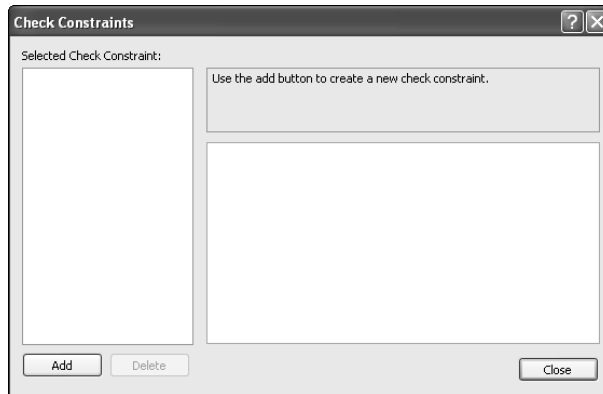 Check Constraints
Selected Check Constraint:
Use the add button to create a new check constraint.
Add
Delete
Close